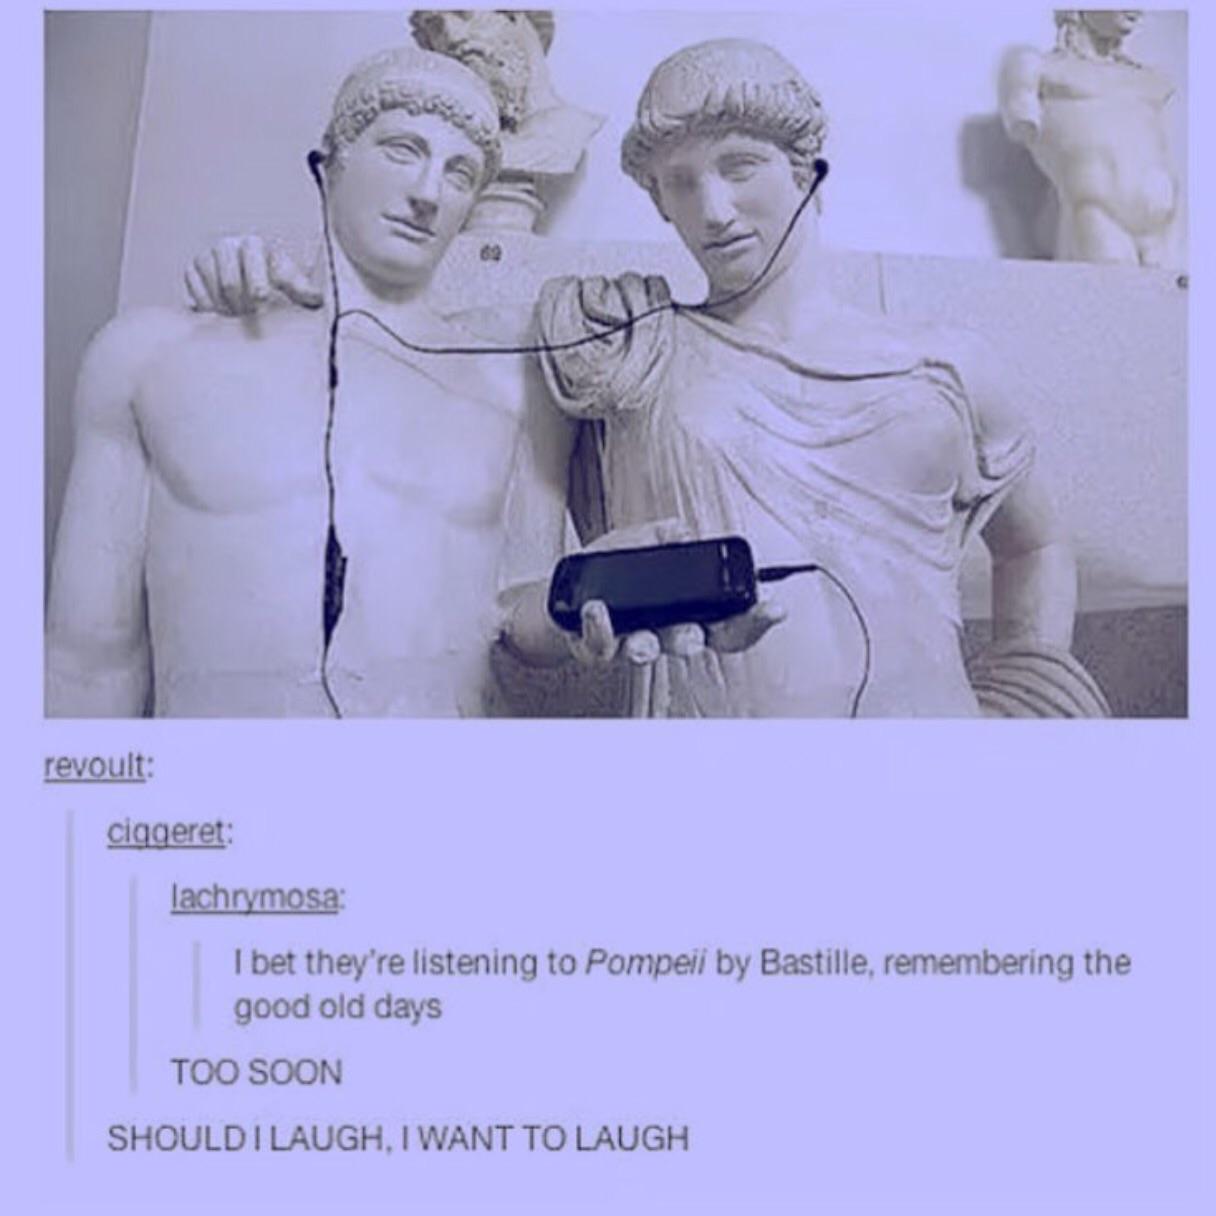 69
revoult:
ciggeret:
lachrymosa:
I bet they're listening to Pompeii by Bastille, remembering the
good old days
TOO SOON
SHOULD I LAUGH, I WANT TO LAUGH